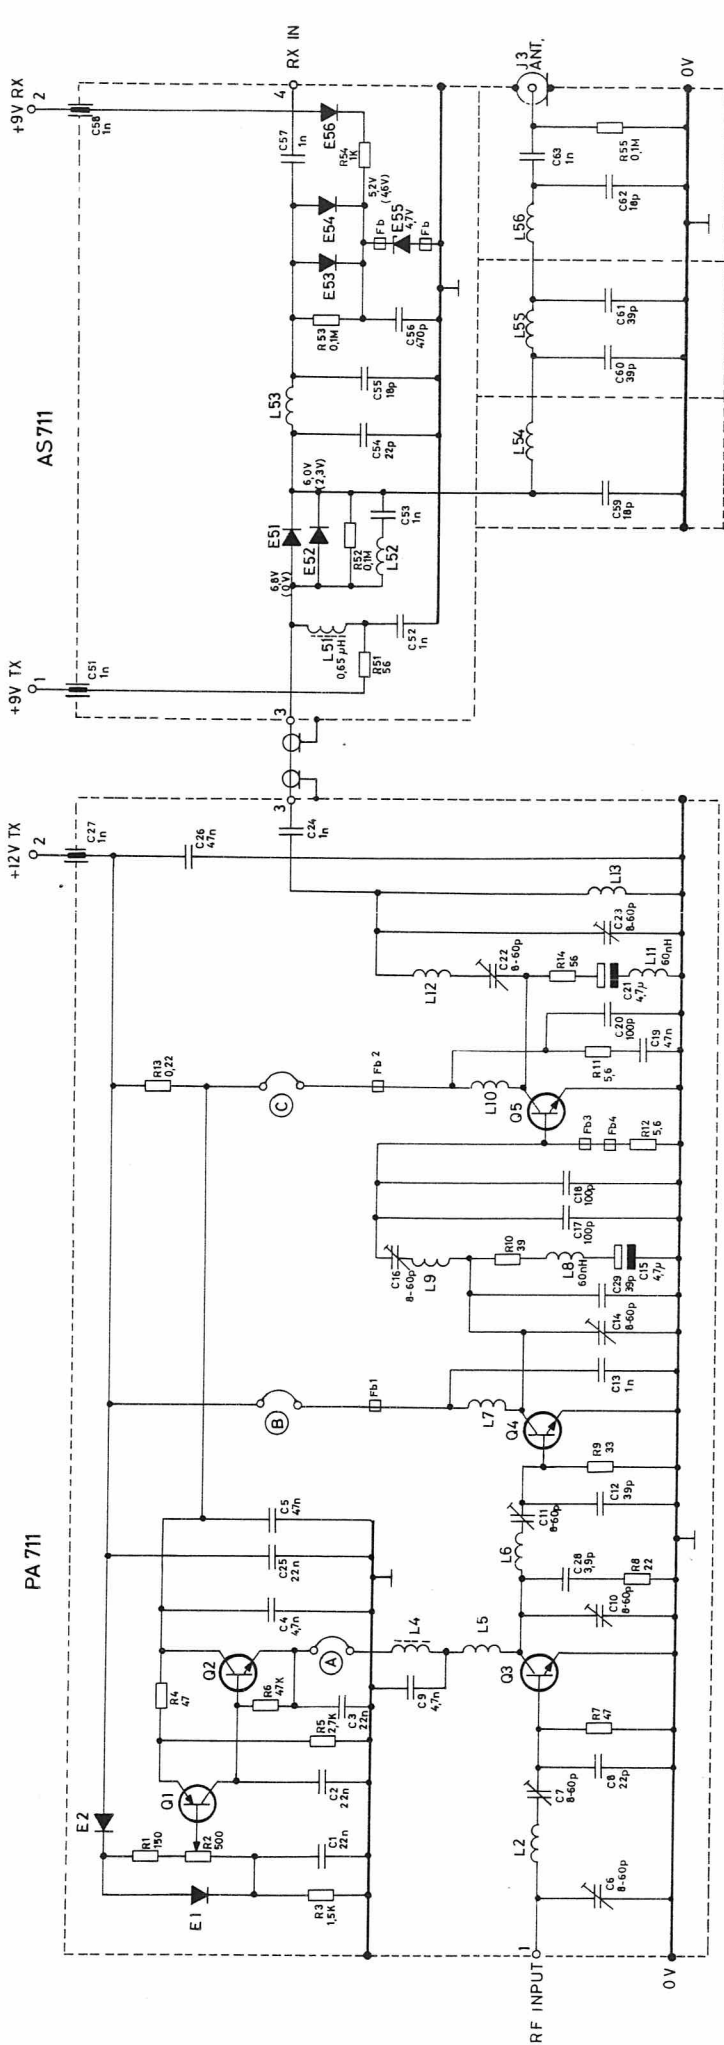 PA 711
AS 711
+12V TX
2
C27
1n
+9V TX
1
C51
1n
+9V RX
2
C58
1n
E2
R1
150
R2
500
E1
R3
1,5K
C1
22n
Q1
C2
22n
R4
47
R5
2,7K
R6
47K
C3
22n
Q2
A
C4
4,7n
C25
22n
C5
47n
C9
4,7n
L4
L5
RF INPUT
1
C6
8-60p
L2
C7
8-60p
C8
22p
R7
47
Q3
C10
8-60p
C28
3,9p
R8
22
L6
C11
8-60p
C12
39p
R9
33
Q4
B
Fb1
L7
C13
1n
C14
8-60p
C29
39p
C15
4,7µ
L8
60nH
R10
39
L9
C16
8-60p
C17
100p
C18
100p
Fb3
Fb4
R12
5,6
Q5
R13
0,22
C
Fb 2
L10
R11
5,6
C19
47n
C20
100p
C21
4,7µ
L11
60nH
R14
56
C22
8-60p
L12
C23
8-60p
L13
C26
47n
C24
1n
3
0V
3
L51
0,65 µH
R51
56
C52
1n
6,8V
(0V)
E51
E52
R52
0,1M
L52
C53
1n
6,0V
(2,3V)
C54
22p
L53
C55
18p
R53
0,1M
C56
470p
E53
E54
Fb
E55
4,7V
Fb
5,2V
(4,6V)
R54
1K
E56
C57
1n
4
RX IN
C59
18p
L54
C60
39p
L55
C61
39p
L56
C62
18p
C63
1n
R55
0,1M
J3
ANT.
0V